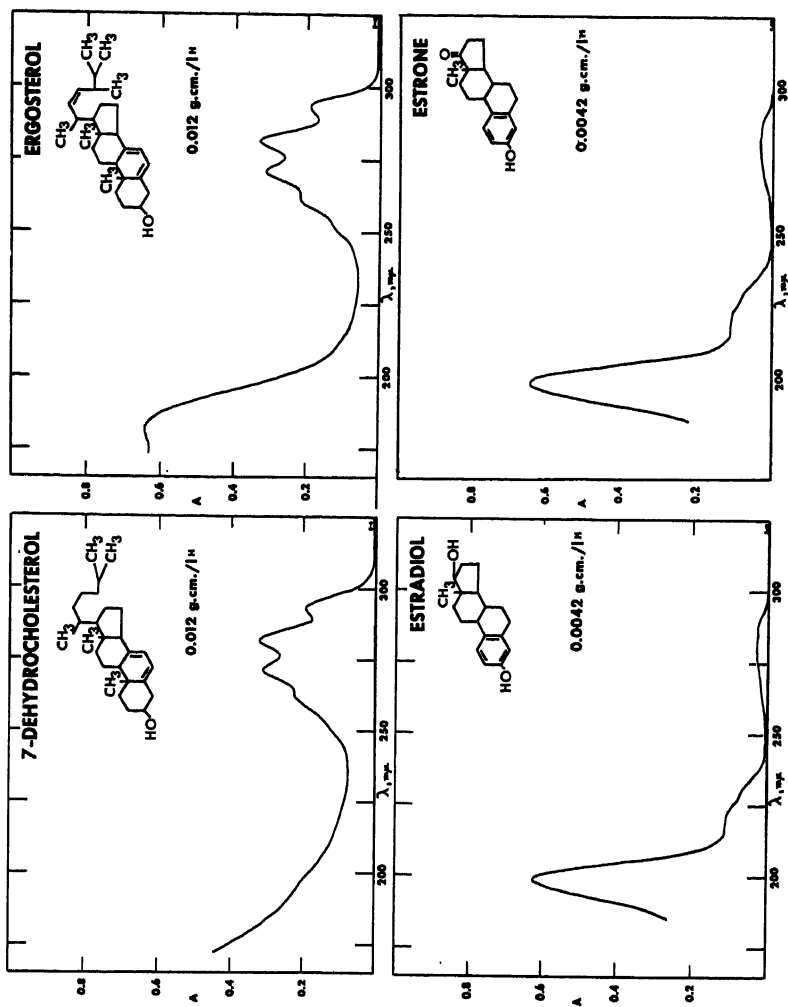 7-DEHYDROCHOLESTEROL
CH3
CH3
CH3
CH3
CH3
HO
0.012 g.cm./l
0.8
0.6
0.4
0.2
A
200
250
300
λ, mμ
ERGOSTEROL
CH3
CH3
CH3
CH3
CH3
CH3
HO
0.012 g.cm./l
0.8
0.6
0.4
0.2
A
200
250
300
λ, mμ
ESTRADIOL
CH3
OH
HO
0.0042 g.cm./l
0.8
0.6
0.4
0.2
A
200
250
300
λ, mμ
ESTRONE
O
CH3
HO
0.0042 g.cm./l
0.8
0.6
0.4
0.2
A
200
250
300
λ, mμ